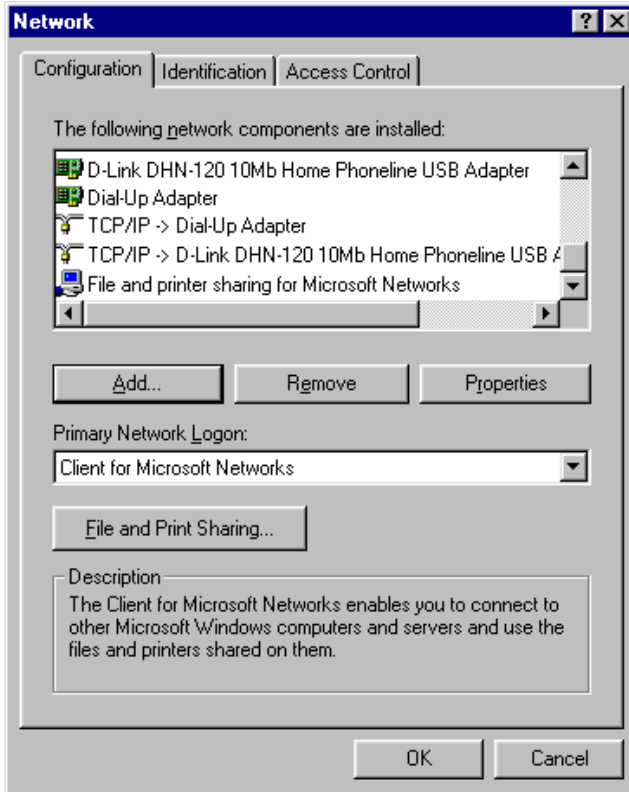 Network
Configuration
Identification
Access Control
The following network components are installed:
D-Link DHN-120 10Mb Home Phoneline USB Adapter
Dial-Up Adapter
TCP/IP -> Dial-Up Adapter
TCP/IP -> D-Link DHN-120 10Mb Home Phoneline USB A
File and printer sharing for Microsoft Networks
Add...
Remove
Properties
Primary Network Logon:
Client for Microsoft Networks
File and Print Sharing...
Description
The Client for Microsoft Networks enables you to connect to
other Microsoft Windows computers and servers and use the
files and printers shared on them.
OK
Cancel